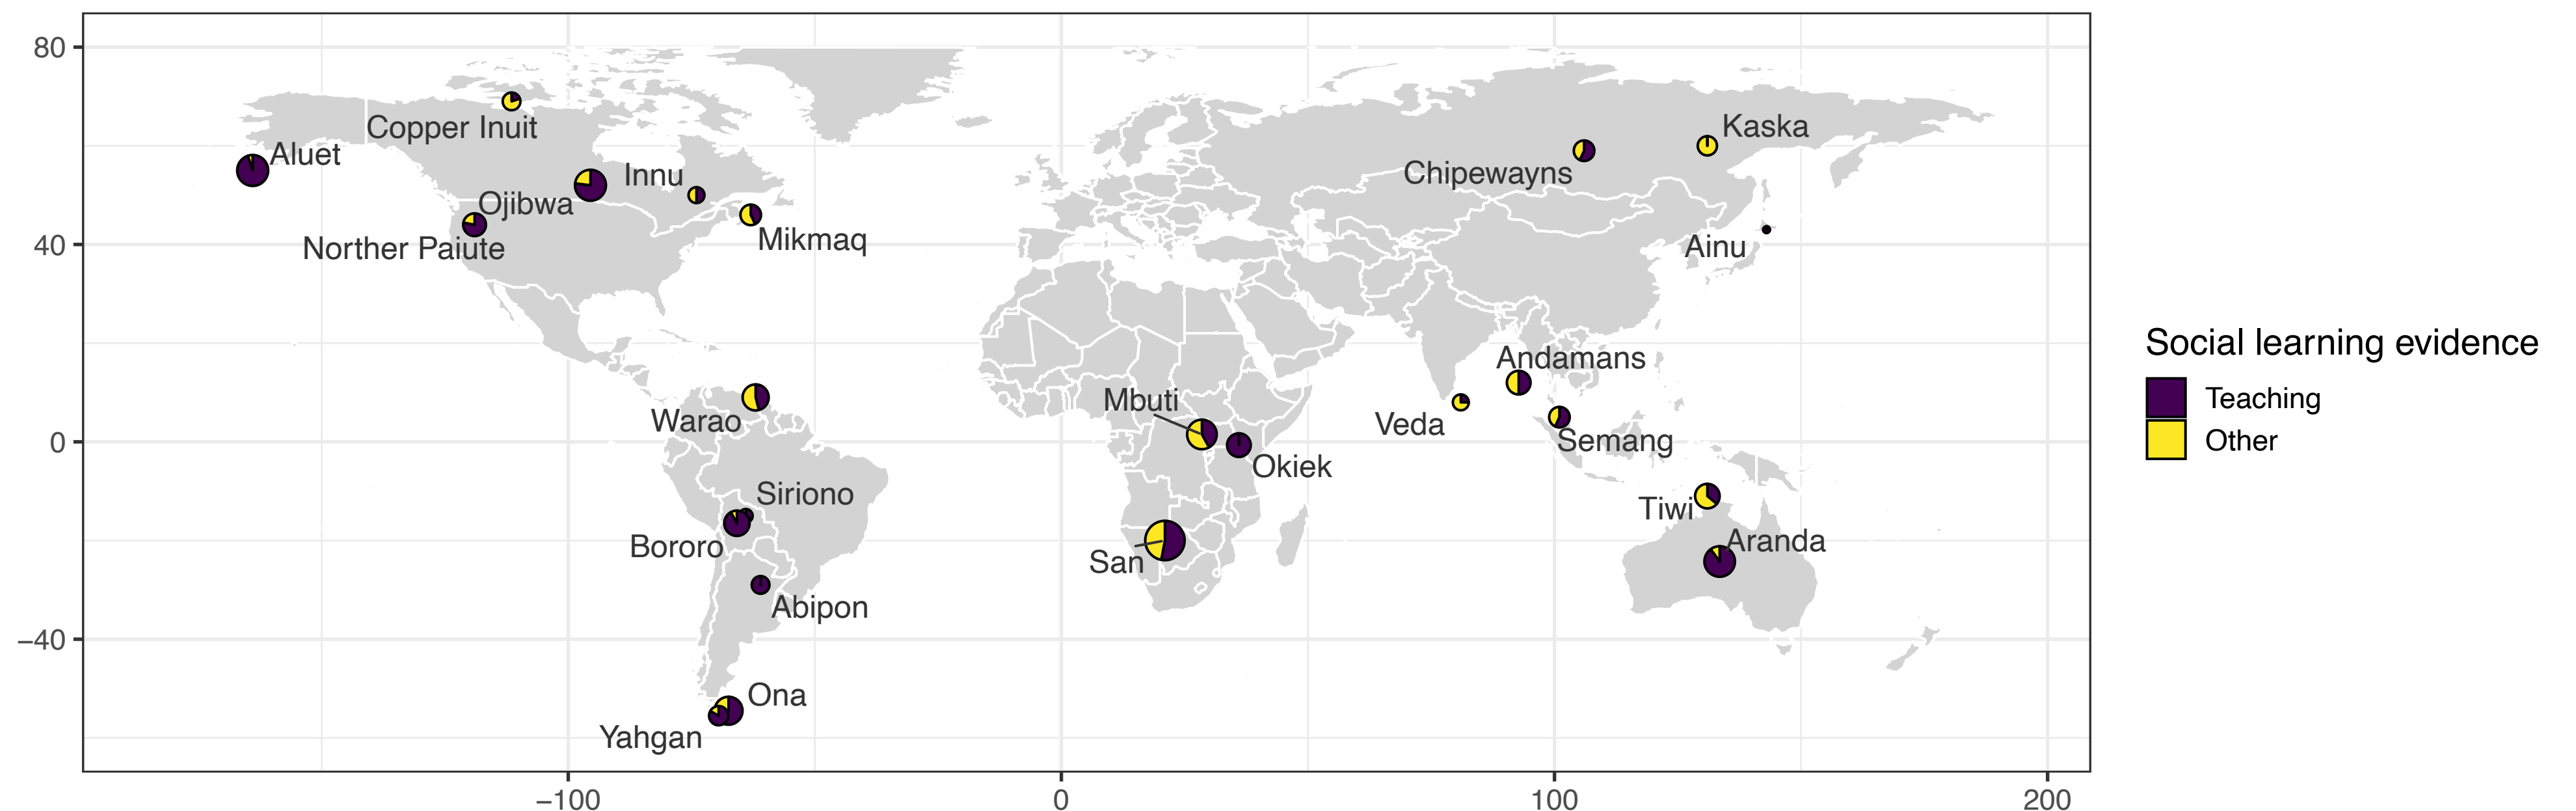 80
40
0
−40
Copper Inuit
Aluet
Innu
Ojibwa
Norther Paiute
Mikmaq
Kaska
Chipewayns
Ainu
Andamans
Mbuti
Warao
Veda
Semang
Okiek
Siriono
Tiwi
Bororo
Aranda
San
Abipon
Ona
Yahgan
−100
0
100
200
Social learning evidence
Teaching
Other